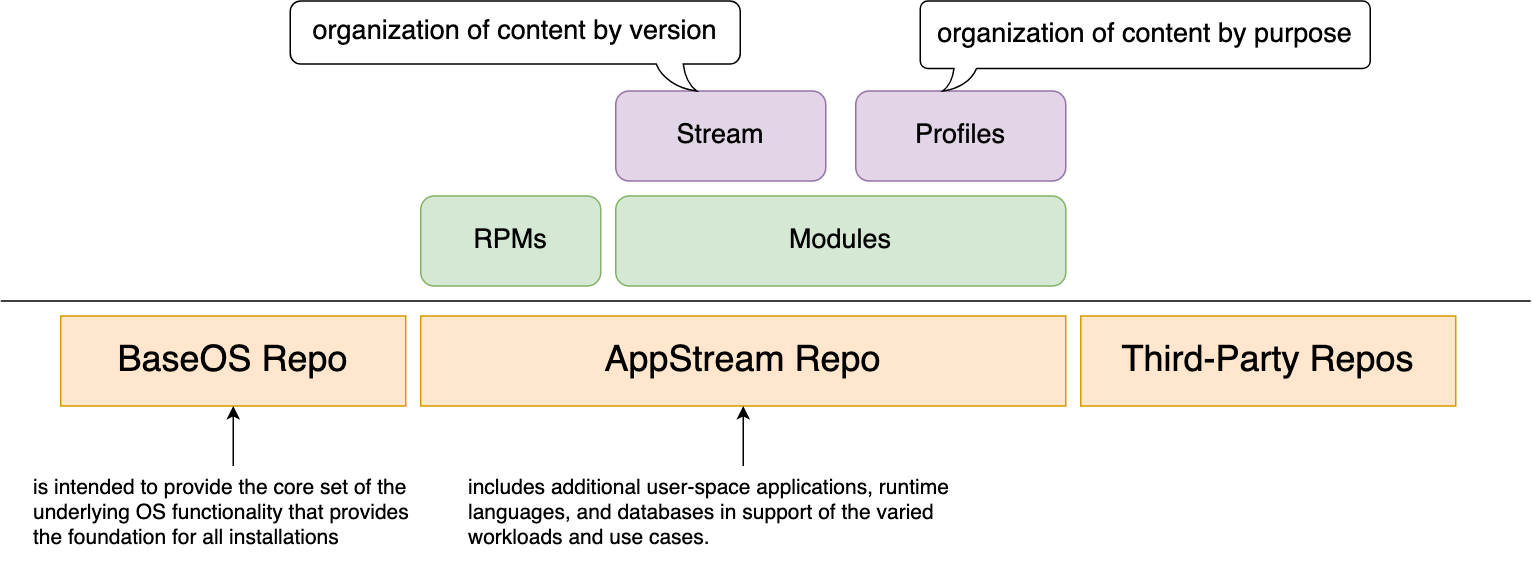 organization of content by version
organization of content by purpose
Stream
Profiles
RPMs
Modules
BaseOS Repo
AppStream Repo
Third-Party Repos
is intended to provide the core set of the
underlying OS functionality that provides
the foundation for all installations
includes additional user-space applications, runtime
languages, and databases in support of the varied
workloads and use cases.